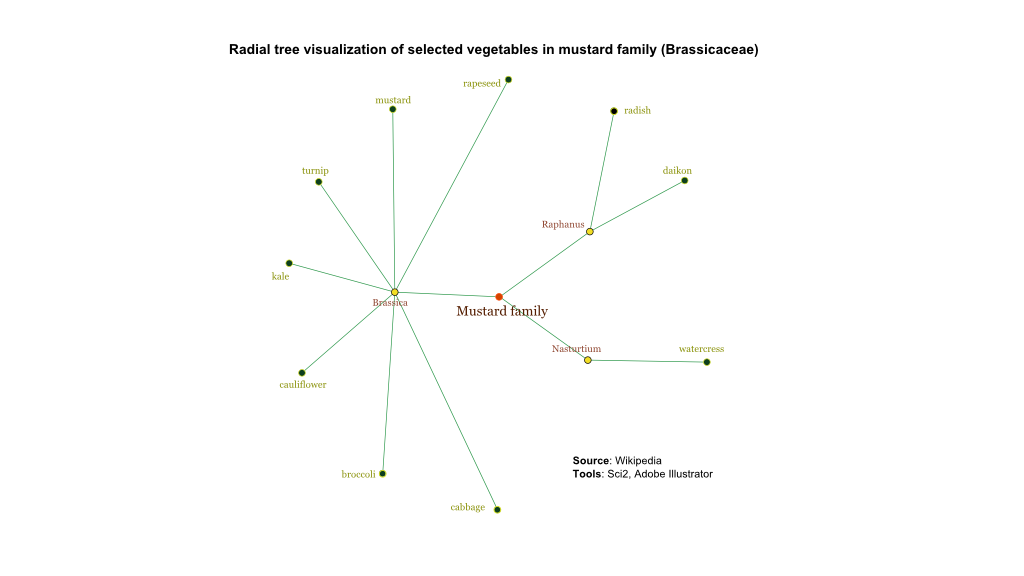 Radial tree visualization of selected vegetables in mustard family (Brassicaceae)
rapeseed
mustard
radish
turnip
daikon
Raphanus
kale
Brassica
Mustard family
Nasturtium
watercress
cauliflower
broccoli
cabbage
Source: Wikipedia
Tools: Sci2, Adobe Illustrator